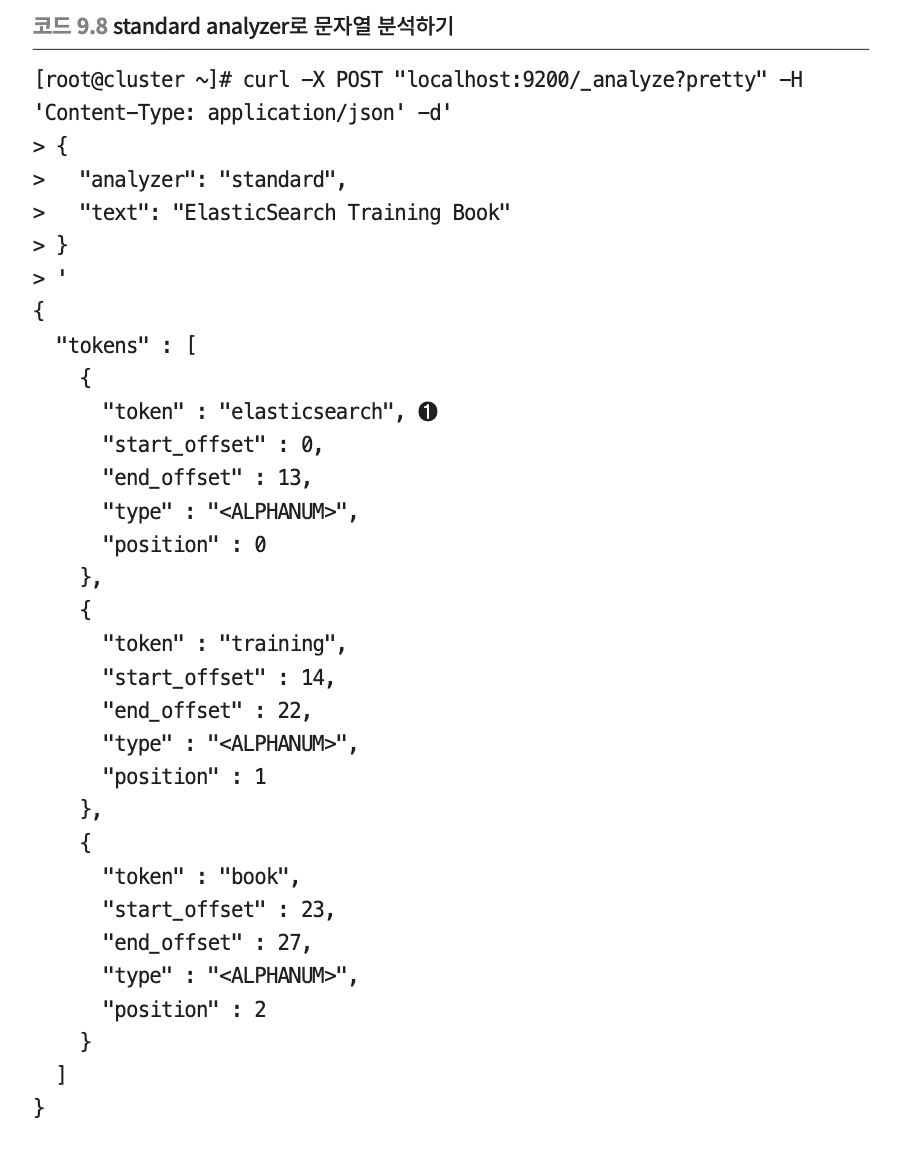 코드 9.8 standard analyzer로 문자열 분석하기
[root@cluster ~]# curl -X POST "localhost:9200/_analyze?pretty" -H
'Content-Type: application/json' -d'
> {
>   "analyzer": "standard",
>   "text": "ElasticSearch Training Book"
> }
> '
{
  "tokens" : [
    {
      "token" : "elasticsearch", ❶
      "start_offset" : 0,
      "end_offset" : 13,
      "type" : "<ALPHANUM>",
      "position" : 0
    },
    {
      "token" : "training",
      "start_offset" : 14,
      "end_offset" : 22,
      "type" : "<ALPHANUM>",
      "position" : 1
    },
    {
      "token" : "book",
      "start_offset" : 23,
      "end_offset" : 27,
      "type" : "<ALPHANUM>",
      "position" : 2
    }
  ]
}